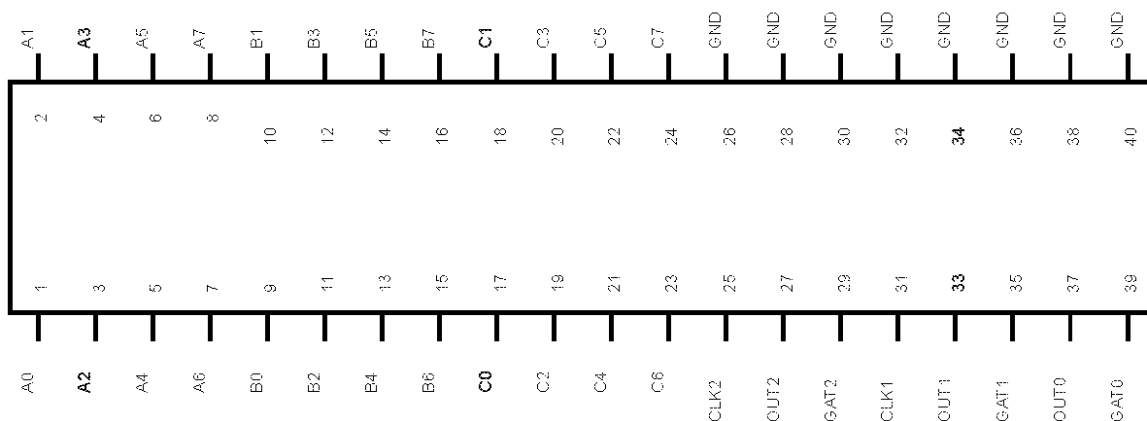 A1 A3 A5 A7 B1 B3 B5 B7 C1 C3 C5 C7 GND GND GND GND GND GND GND GND
2 4 6 8 10 12 14 16 18 20 22 24 26 28 30 32 34 36 38 40
1 3 5 7 9 11 13 15 17 19 21 23 25 27 29 31 33 35 37 39
A0 A2 A4 A6 B0 B2 B4 B6 C0 C2 C4 C6 CLK2 OUT2 GAT2 CLK1 OUT1 GAT1 OUT0 GAT0